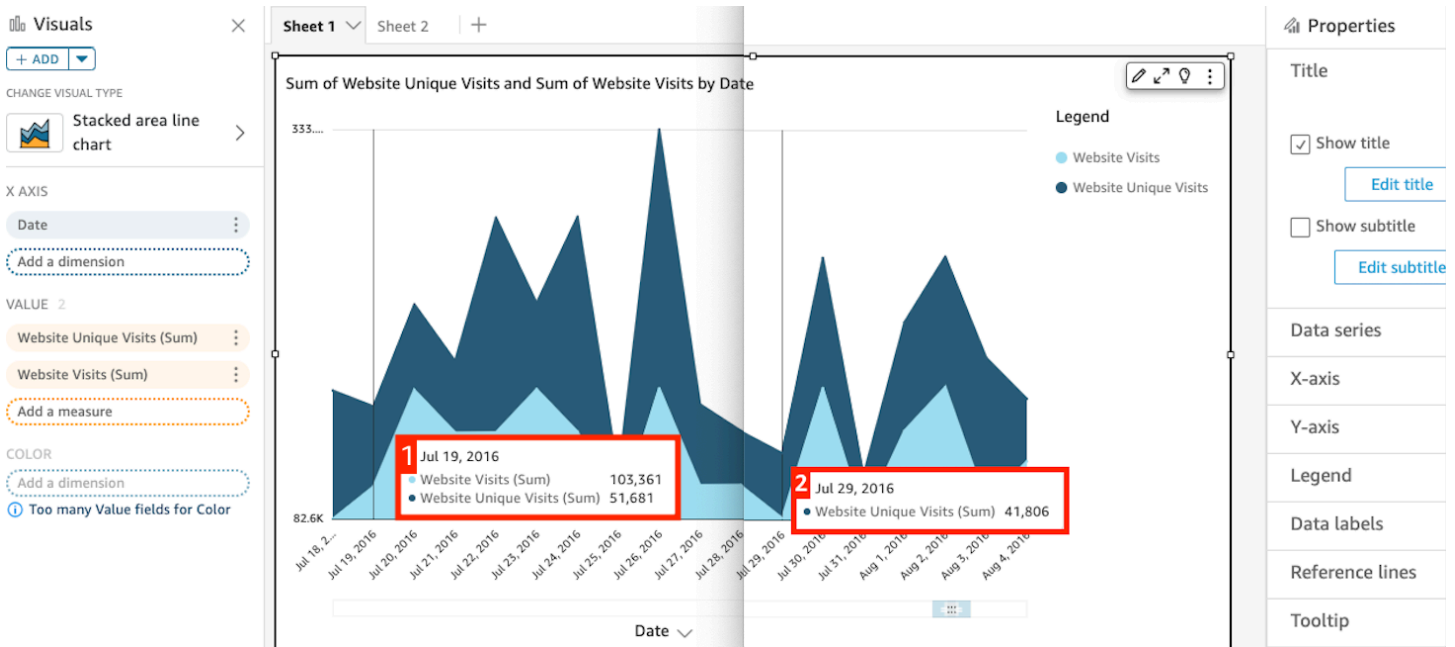 Visuals
Sheet 1
Sheet 2
Properties
+ ADD
CHANGE VISUAL TYPE
Stacked area line
chart
X AXIS
Date
Add a dimension
VALUE 2
Website Unique Visits (Sum)
Website Visits (Sum)
Add a measure
COLOR
Add a dimension
Too many Value fields for Color
Sum of Website Unique Visits and Sum of Website Visits by Date
333....
82.6K
Legend
Website Visits
Website Unique Visits
1
Jul 19, 2016
Website Visits (Sum) 103,361
Website Unique Visits (Sum) 51,681
2
Jul 29, 2016
Website Unique Visits (Sum) 41,806
Jul 18, 2...
Jul 19, 2016
Jul 20, 2016
Jul 21, 2016
Jul 22, 2016
Jul 23, 2016
Jul 24, 2016
Jul 25, 2016
Jul 26, 2016
Jul 27, 2016
Jul 28, 2016
Jul 29, 2016
Jul 30, 2016
Jul 31, 2016
Aug 1, 2016
Aug 2, 2016
Aug 3, 2016
Aug 4, 2016
Date
Title
Show title
Edit title
Show subtitle
Edit subtitle
Data series
X-axis
Y-axis
Legend
Data labels
Reference lines
Tooltip